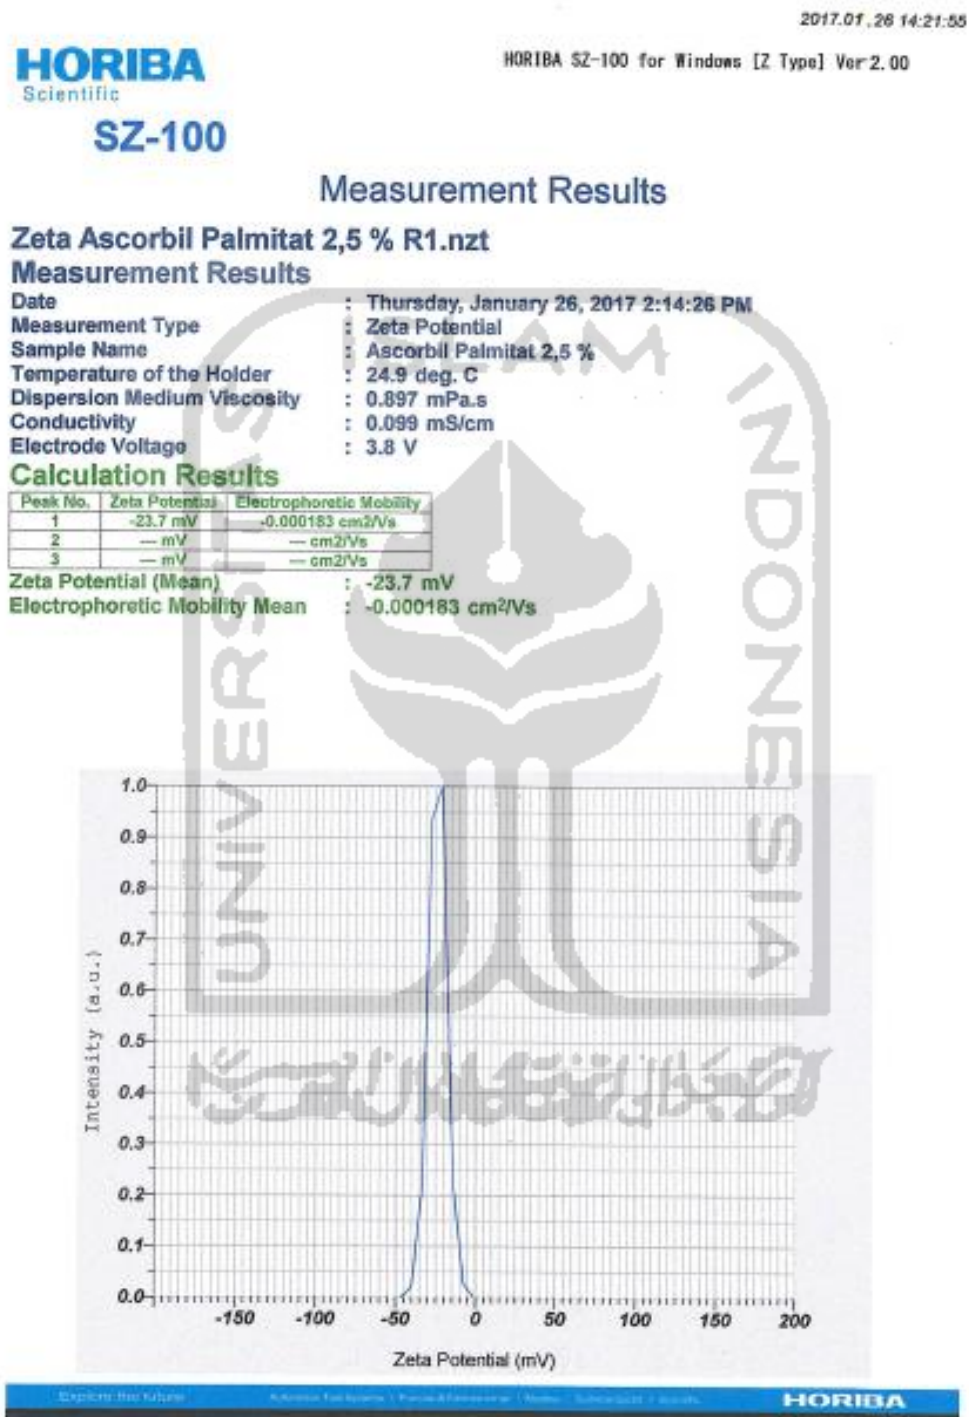 2017.01.26 14:21:55
HORIBA
Scientific
HORIBA SZ-100 for Windows [Z Type] Ver2.00
SZ-100
Measurement Results
Zeta Ascorbil Palmitat 2,5 % R1.nzt
Measurement Results
Date : Thursday, January 26, 2017 2:14:26 PM
Measurement Type : Zeta Potential
Sample Name : Ascorbil Palmitat 2,5 %
Temperature of the Holder : 24.9 deg. C
Dispersion Medium Viscosity : 0.897 mPa.s
Conductivity : 0.099 mS/cm
Electrode Voltage : 3.8 V
Calculation Results
Peak No. Zeta Potential Electrophoretic Mobility
1 -23.7 mV -0.000183 cm2/Vs
2 --- mV --- cm2/Vs
3 --- mV --- cm2/Vs
Zeta Potential (Mean) : -23.7 mV
Electrophoretic Mobility Mean : -0.000183 cm²/Vs
UNIVERSITAS
ISLAM
INDONESIA
Intensity (a.u.)
1.0
0.9
0.8
0.7
0.6
0.5
0.4
0.3
0.2
0.1
0.0
-150 -100 -50 0 50 100 150 200
Zeta Potential (mV)
Explore the future
HORIBA